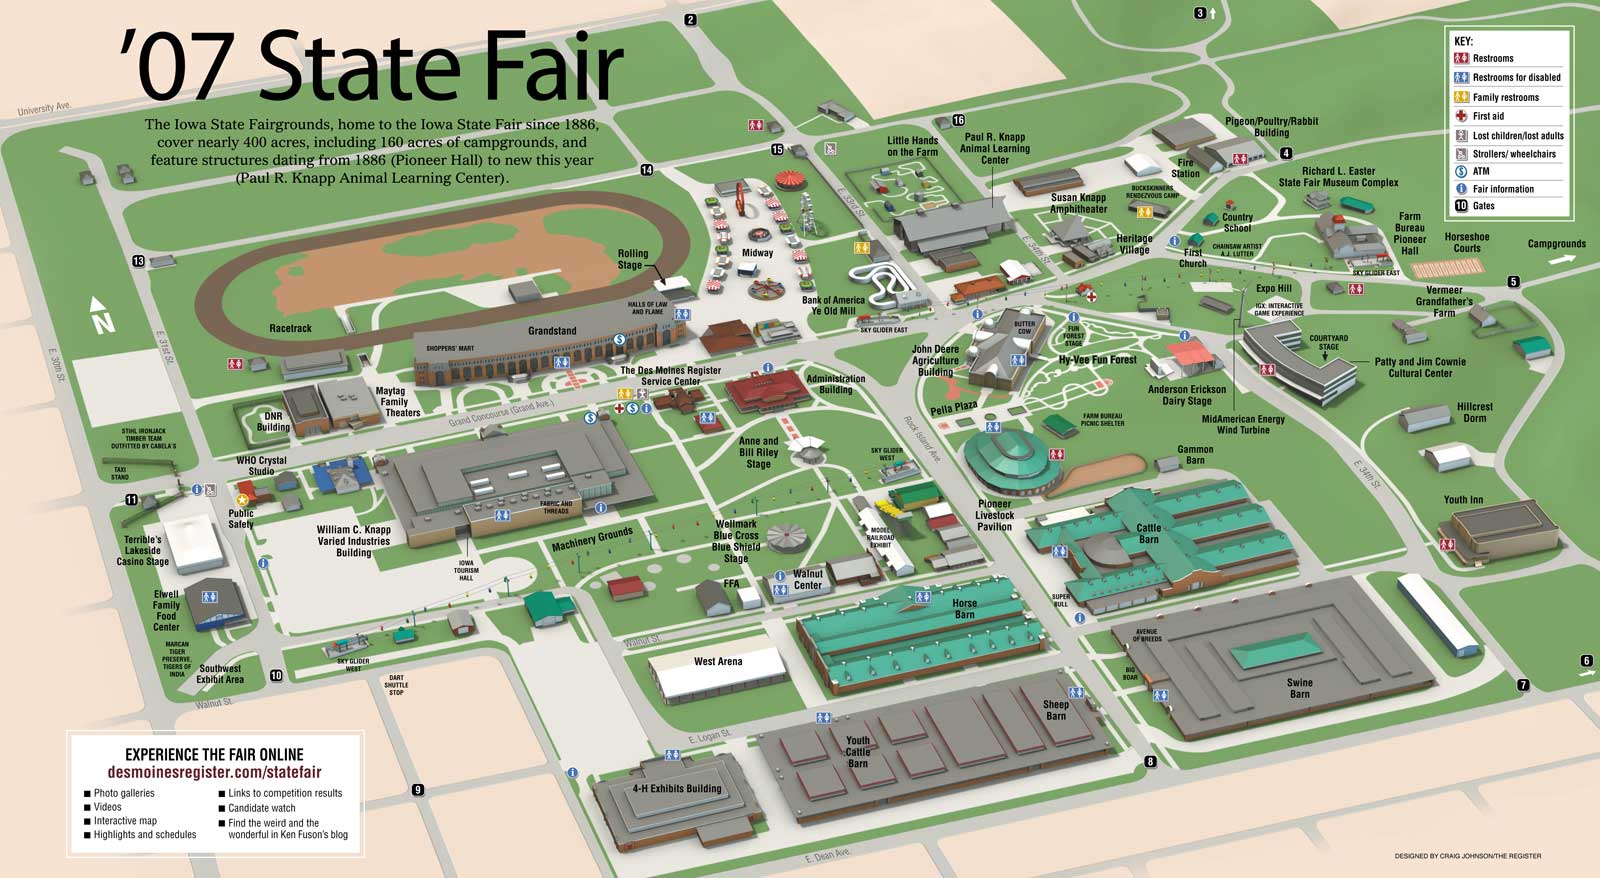 '07 State Fair
The Iowa State Fairgrounds, home to the Iowa State Fair since 1886,
cover nearly 400 acres, including 160 acres of campgrounds, and
feature structures dating from 1886 (Pioneer Hall) to new this year
(Paul R. Knapp Animal Learning Center).
KEY:
Restrooms
Restrooms for disabled
Family restrooms
First aid
Lost children/lost adults
Strollers/ wheelchairs
$ ATM
i Fair information
10 Gates
2
3
University Ave.
16
15
14
13
4
5
Little Hands
on the Farm
Paul R. Knapp
Animal Learning
Center
Pigeon/Poultry/Rabbit
Building
Fire
Station
Richard L. Easter
State Fair Museum Complex
BUCKSKINNERS
RENDEZVOUS CAMP
Susan Knapp
Amphitheater
Country
School
Farm
Bureau
Pioneer
Hall
Horseshoe
Courts
Campgrounds
Heritage
Village
First
Church
CHAINSAW ARTIST
A.J. LUTTER
SKY GLIDER EAST
E. 33rd St.
E. 34th St.
Midway
Rolling
Stage
HALLS OF LAW
AND FLAME
Bank of America
Ye Old Mill
SKY GLIDER EAST
Expo Hill
IGX: INTERACTIVE
GAME EXPERIENCE
Vermeer
Grandfather's
Farm
N
Racetrack
Grandstand
SHOPPERS' MART
E. 30th St.
E. 31st St.
BUTTER
COW
FUN
FOREST
STAGE
Hy-Vee Fun Forest
John Deere
Agriculture
Building
COURTYARD
STAGE
Patty and Jim Cownie
Cultural Center
Anderson Erickson
Dairy Stage
MidAmerican Energy
Wind Turbine
The Des Moines Register
Service Center
Administration
Building
Maytag
Family
Theaters
DNR
Building
Grand Concourse (Grand Ave.)
Pella Plaza
Rock Island Ave.
FARM BUREAU
PICNIC SHELTER
Hillcrest
Dorm
STIHL IRONJACK
TIMBER TEAM
OUTFITTED BY CABELA'S
TAXI
STAND
11
WHO Crystal
Studio
Public
Safety
Anne and
Bill Riley
Stage
SKY GLIDER
WEST
Gammon
Barn
E. 34th St.
Pioneer
Livestock
Pavilion
Cattle
Barn
Youth Inn
FABRIC AND
THREADS
William C. Knapp
Varied Industries
Building
IOWA
TOURISM
HALL
Machinery Grounds
Wellmark
Blue Cross
Blue Shield
Stage
MODEL
RAILROAD
EXHIBIT
Terrible's
Lakeside
Casino Stage
Elwell
Family
Food
Center
FFA
Walnut
Center
Horse
Barn
SUPER
BULL
AVENUE
OF BREEDS
BIG
BOAR
Swine
Barn
6
7
MARCAN
TIGER
PRESERVE,
TIGERS OF
INDIA
Southwest
Exhibit Area
10
SKY GLIDER
WEST
DART
SHUTTLE
STOP
Walnut St.
Walnut St.
West Arena
Sheep
Barn
E. Logan St.
Youth
Cattle
Barn
8
4-H Exhibits Building
9
E. Dean Ave.
EXPERIENCE THE FAIR ONLINE
desmoinesregister.com/statefair
■ Photo galleries
■ Videos
■ Interactive map
■ Highlights and schedules
■ Links to competition results
■ Candidate watch
■ Find the weird and the
wonderful in Ken Fuson's blog
DESIGNED BY CRAIG JOHNSON/THE REGISTER